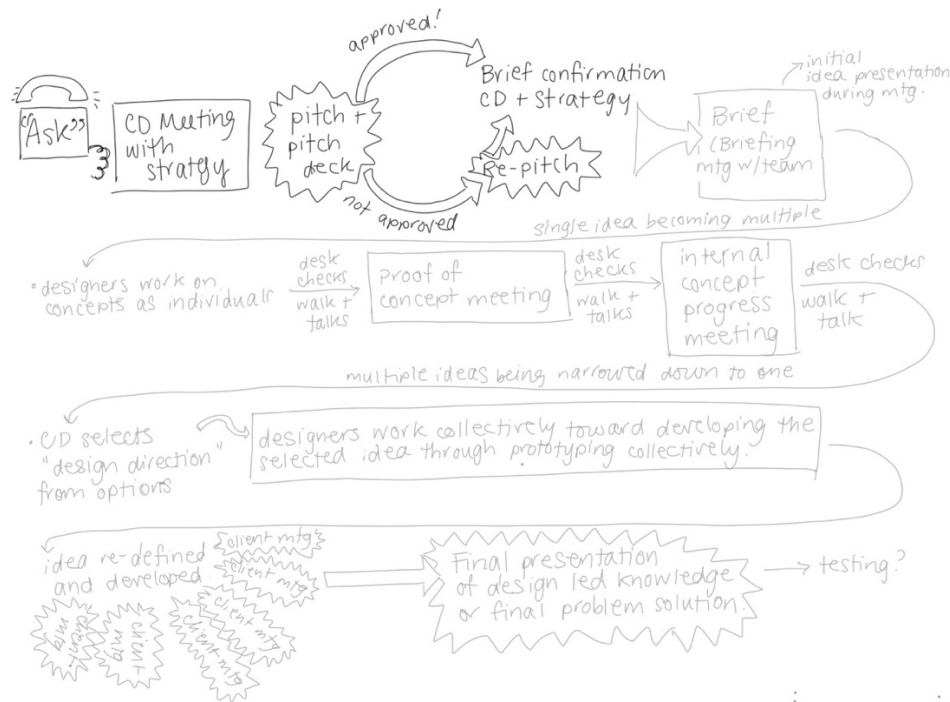 approved!
"Ask"
CD Meeting
with
stratgy
pitch +
pitch
deck
not approved
Brief confirmation
CD + strategy
Re-pitch
initial
idea presentation
during mtg.
Brief
(Briefing
mtg w/team
single idea becoming multiple
• designers work on
concepts as individuals
desk
checks
walk +
talks
proof of
concept meeting
desk
checks
walk +
talks
internal
concept
progress
meeting
desk checks
walk +
talk
multiple ideas being narrowed down to one
• CD selects
"design direction"
from options
designers work collectively toward developing the
selected idea through prototyping collectively.
idea re-defined
and developed
client mtg
client mtg
client mtg
client mtg
client
mtg
client
mtg
Final presentation
of design led knowledge
or final problem solution.
testing?